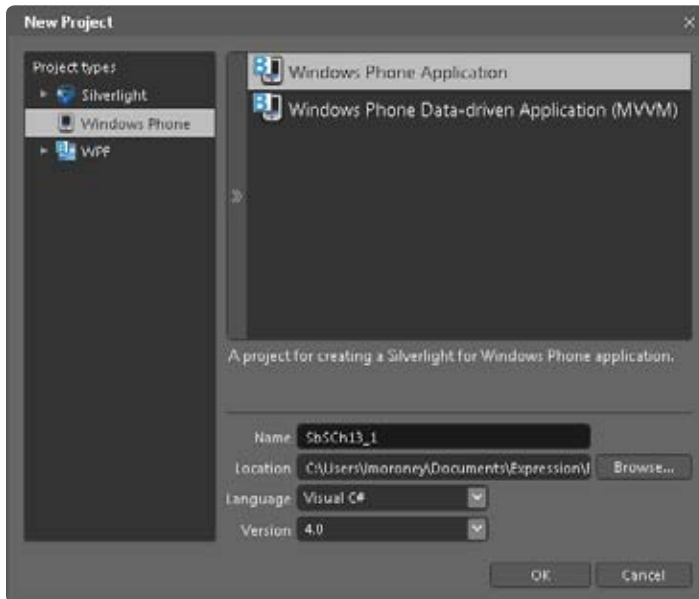 New Project
Project types
Silverlight
Windows Phone
WPF
Windows Phone Application
Windows Phone Data-driven Application (MVVM)
A project for creating a Silverlight for Windows Phone application.
Name SbSCh13_1
Location C:\Users\lmoroney\Documents\Expression\ Browse...
Language Visual C#
Version 4.0
OK Cancel